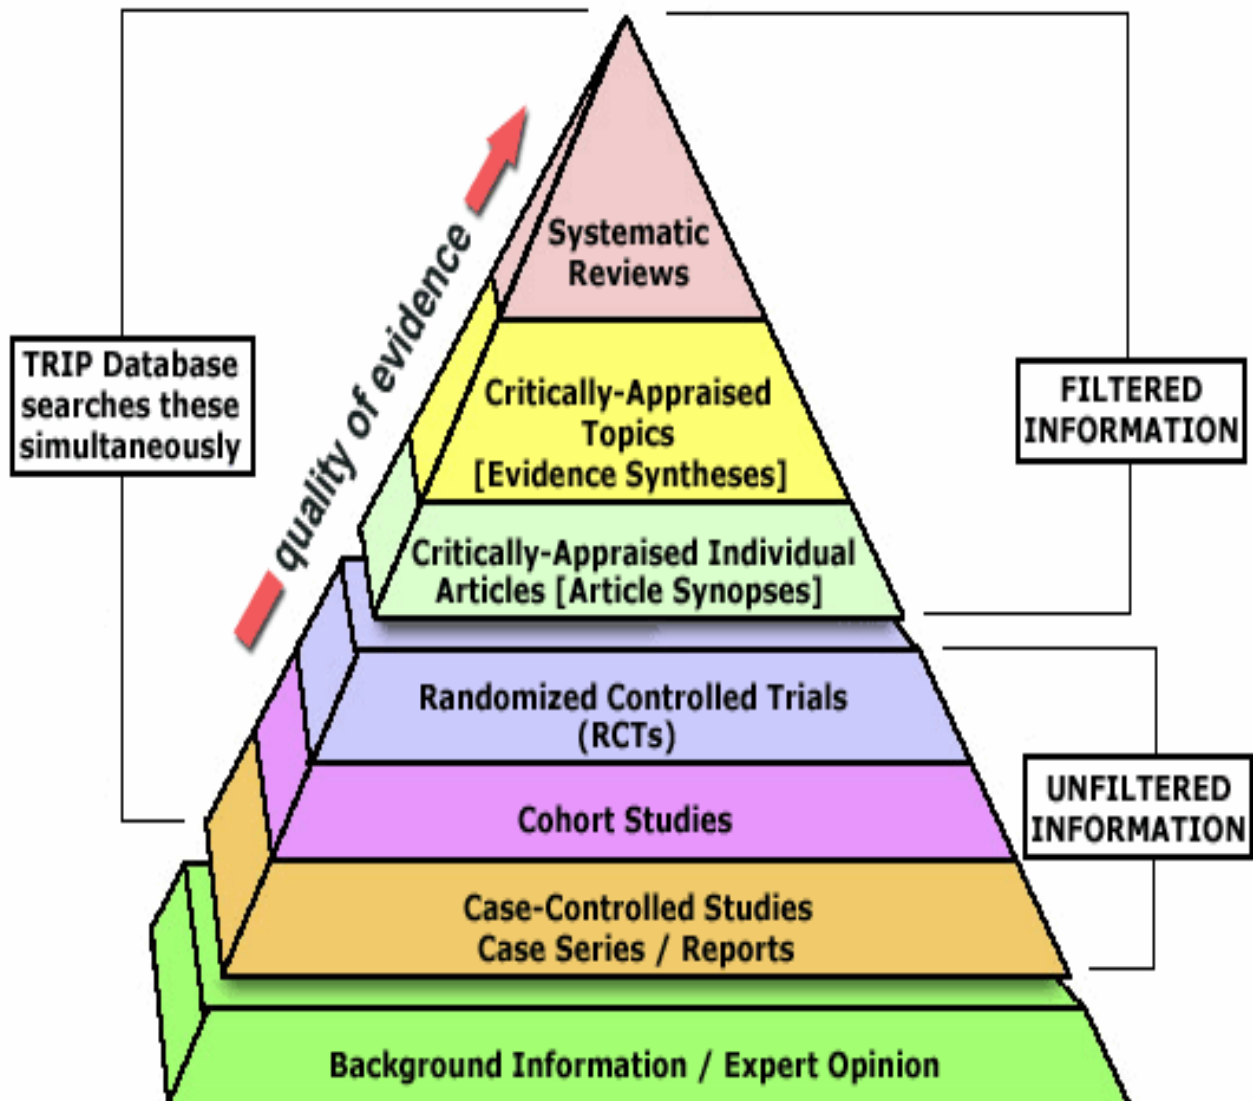 Systematic
Reviews
Critically-Appraised
Topics
[Evidence Syntheses]
Critically-Appraised Individual
Articles [Article Synopses]
Randomized Controlled Trials
(RCTs)
Cohort Studies
Case-Controlled Studies
Case Series / Reports
Background Information / Expert Opinion
quality of evidence
TRIP Database
searches these
simultaneously
FILTERED
INFORMATION
UNFILTERED
INFORMATION